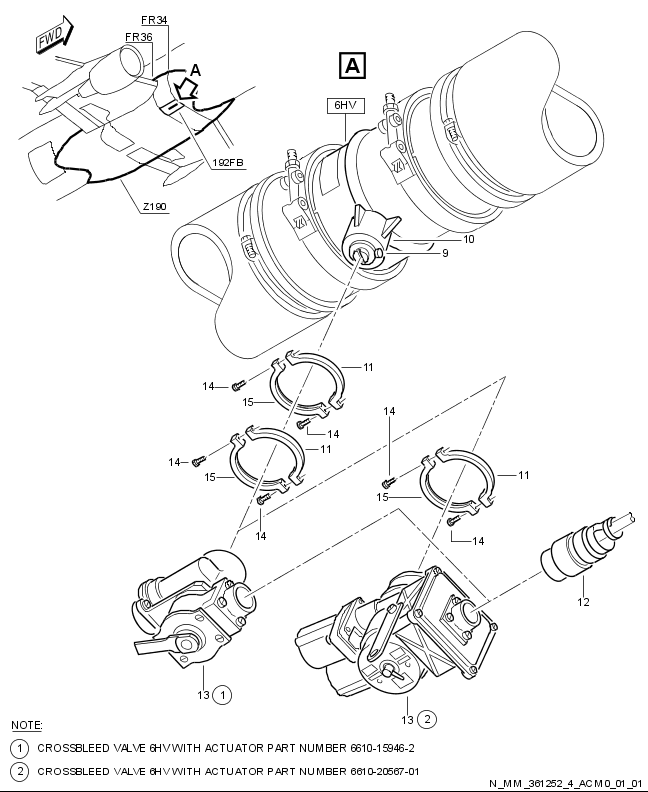 FWD
FR34
FR36
A
A
6HV
192FB
Z190
10
9
11
14
15
14
11
14
15
14
14
11
15
14
12
13 1
13 2
NOTE:
1 CROSSBLEED VALVE 6HV WITH ACTUATOR PART NUMBER 6610-15946-2
2 CROSSBLEED VALVE 6HV WITH ACTUATOR PART NUMBER 6610-20567-01
N_MM_361252_4_ACM0_01_01